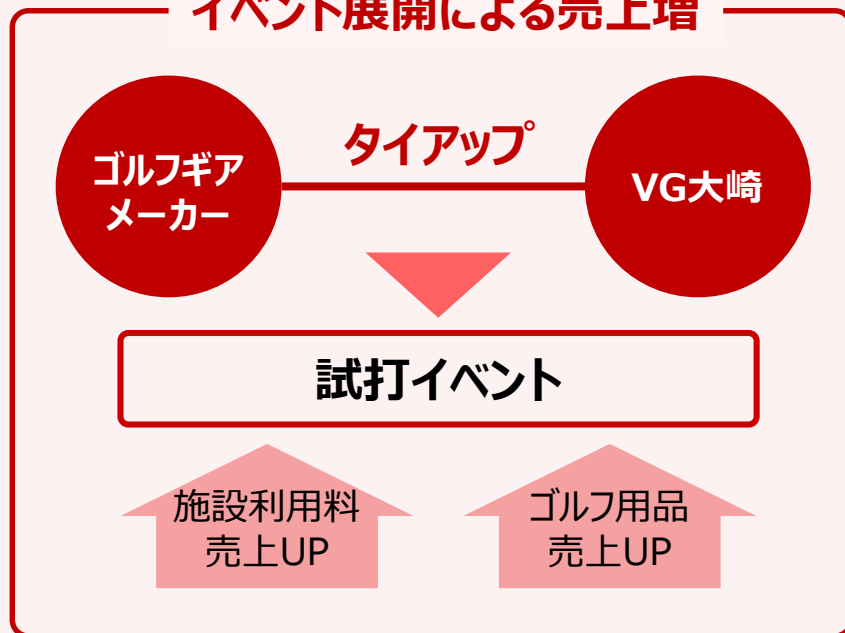 イベント展開による売上増
タイアップ
ゴルフギア
メーカー
VG大崎
試打イベント
施設利用料
売上UP
ゴルフ用品
売上UP